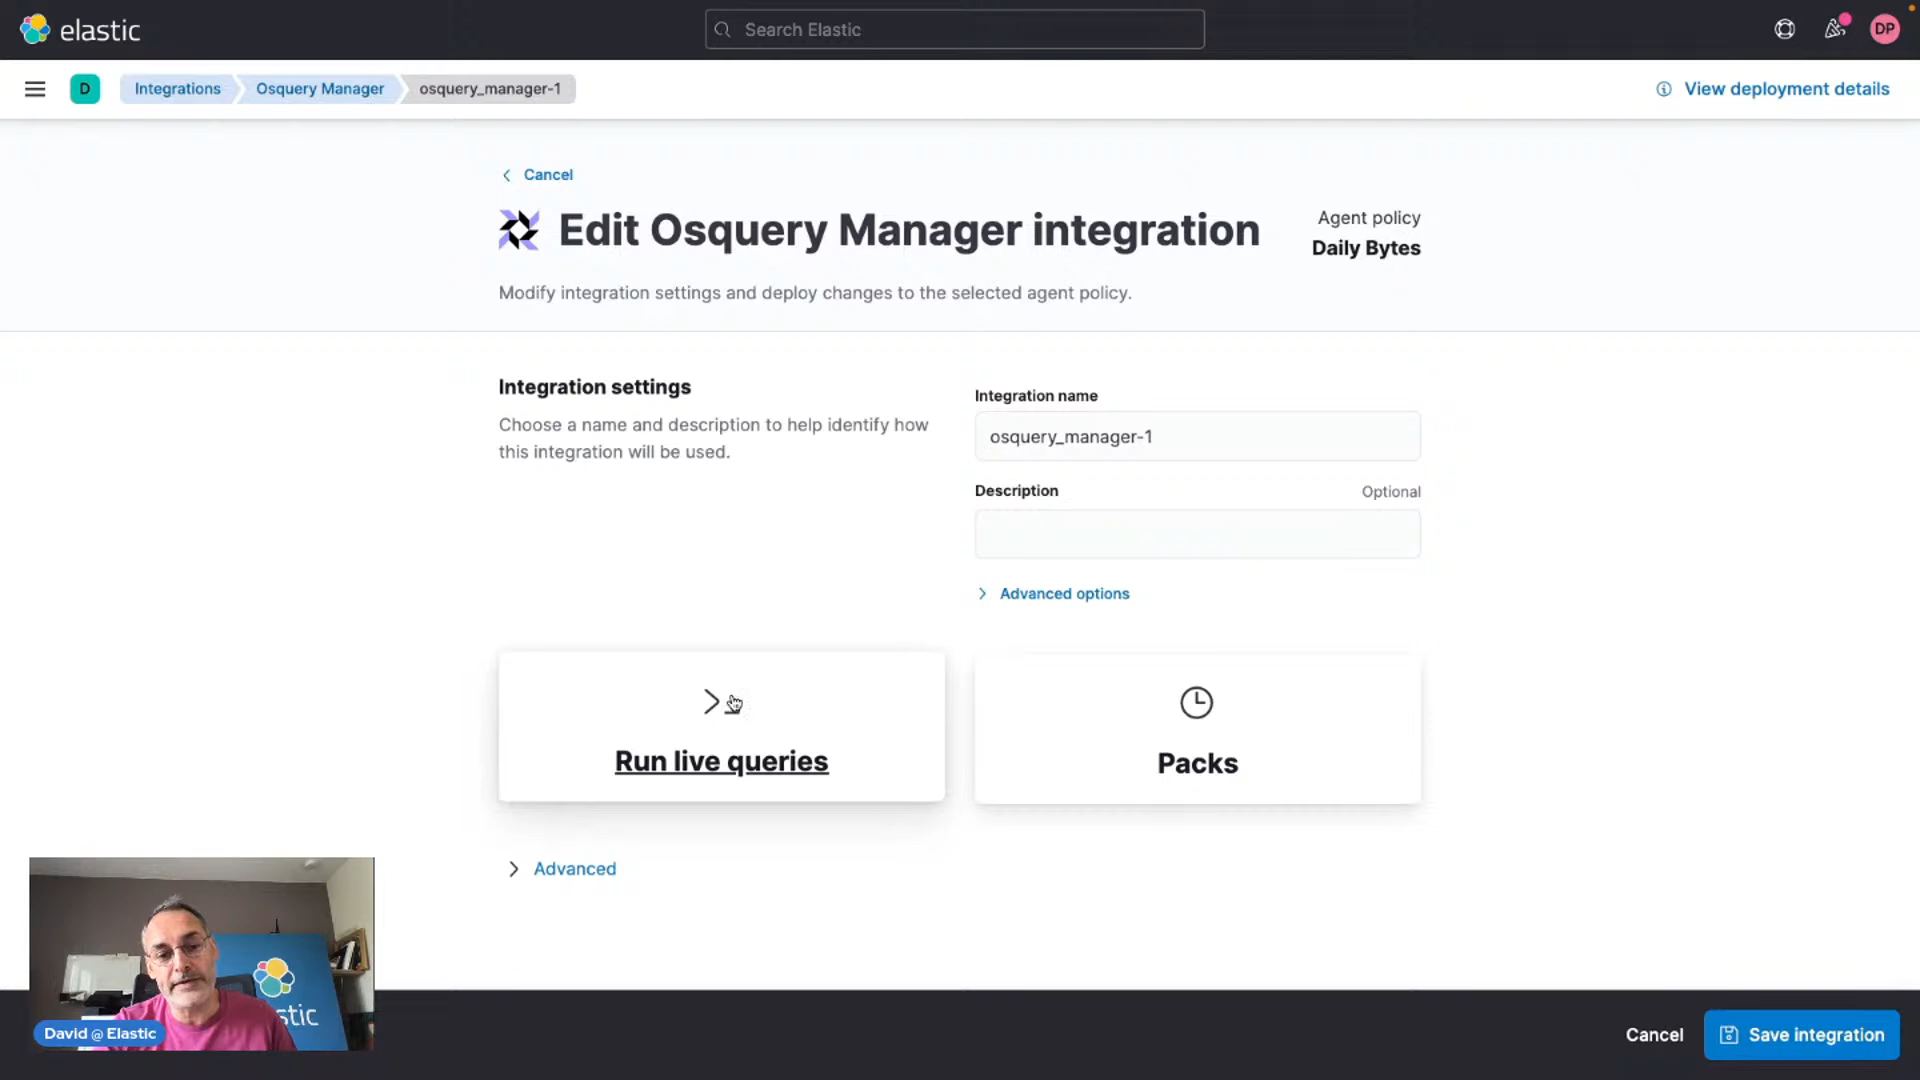 elastic
Search Elastic
DP
D
Integrations
Osquery Manager
osquery_manager-1
View deployment details
Cancel
Edit Osquery Manager integration
Agent policy
Daily Bytes
Modify integration settings and deploy changes to the selected agent policy.
Integration settings
Choose a name and description to help identify how
this integration will be used.
Integration name
osquery_manager-1
Description
Optional
Advanced options
Run live queries
Packs
Advanced
stic
David @ Elastic
Cancel
Save integration